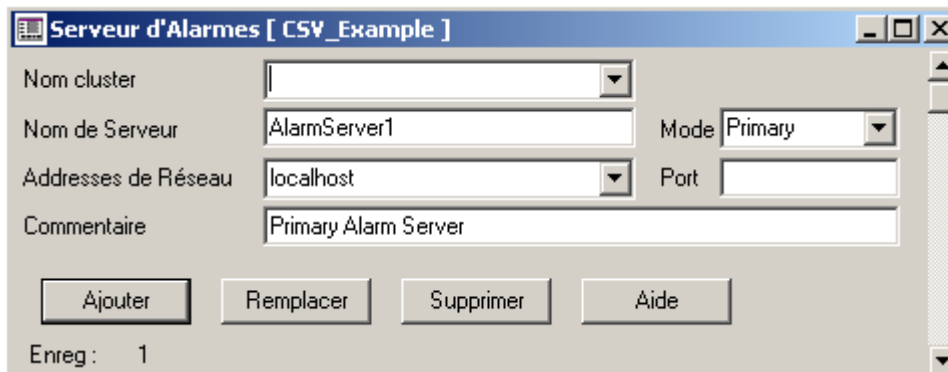 Serveur d'Alarmes [ CSV_Example ]
Nom cluster
Nom de Serveur AlarmServer1 Mode Primary
Addresses de Réseau localhost Port
Commentaire Primary Alarm Server
Ajouter Remplacer Supprimer Aide
Enreg : 1